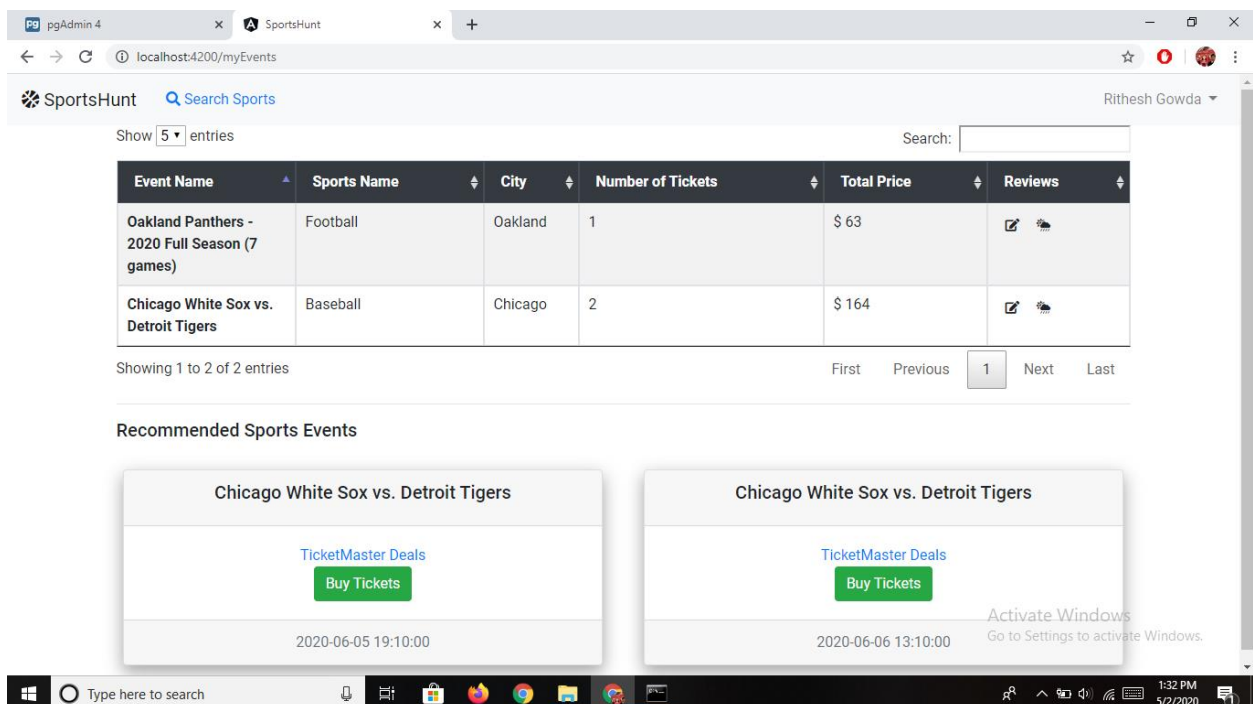 pgAdmin 4
SportsHunt
localhost:4200/myEvents
SportsHunt
Search Sports
Rithesh Gowda
Show 5 entries
Search:
Event Name Sports Name City Number of Tickets Total Price Reviews
Oakland Panthers -
2020 Full Season (7
games)
Football Oakland 1 $ 63
Chicago White Sox vs.
Detroit Tigers
Baseball Chicago 2 $ 164
Showing 1 to 2 of 2 entries
First Previous 1 Next Last
Recommended Sports Events
Chicago White Sox vs. Detroit Tigers
TicketMaster Deals
Buy Tickets
2020-06-05 19:10:00
Chicago White Sox vs. Detroit Tigers
TicketMaster Deals
Buy Tickets
2020-06-06 13:10:00
Activate Windows
Go to Settings to activate Windows.
Type here to search
1:32 PM
5/2/2020